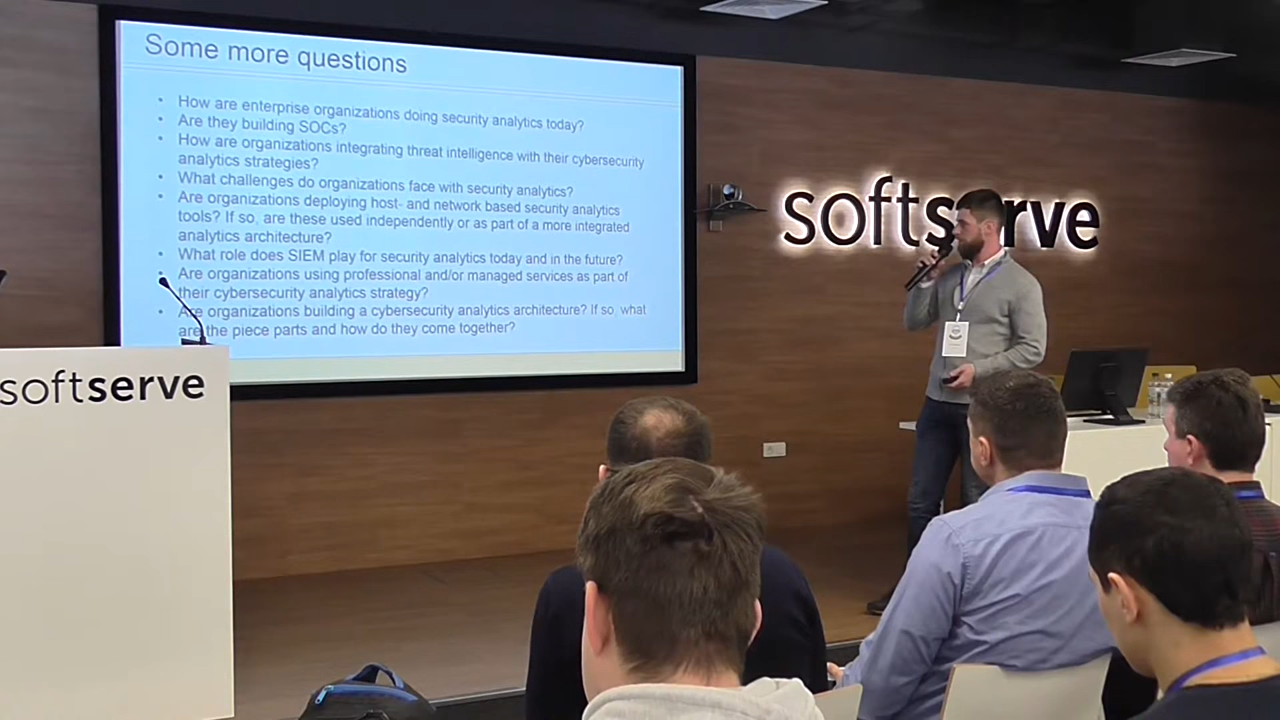 Some more questions
• How are enterprise organizations doing security analytics today?
• Are they building SOCs?
• How are organizations integrating threat intelligence with their cybersecurity
analytics strategies?
• What challenges do organizations face with security analytics?
• Are organizations deploying host- and network based security analytics
tools? If so, are these used independently or as part of a more integrated
analytics architecture?
• What role does SIEM play for security analytics today and in the future?
• Are organizations using professional and/or managed services as part of
their cybersecurity analytics strategy?
• Are organizations building a cybersecurity analytics architecture? If so, what
are the piece parts and how do they come together?
softserve
softserve